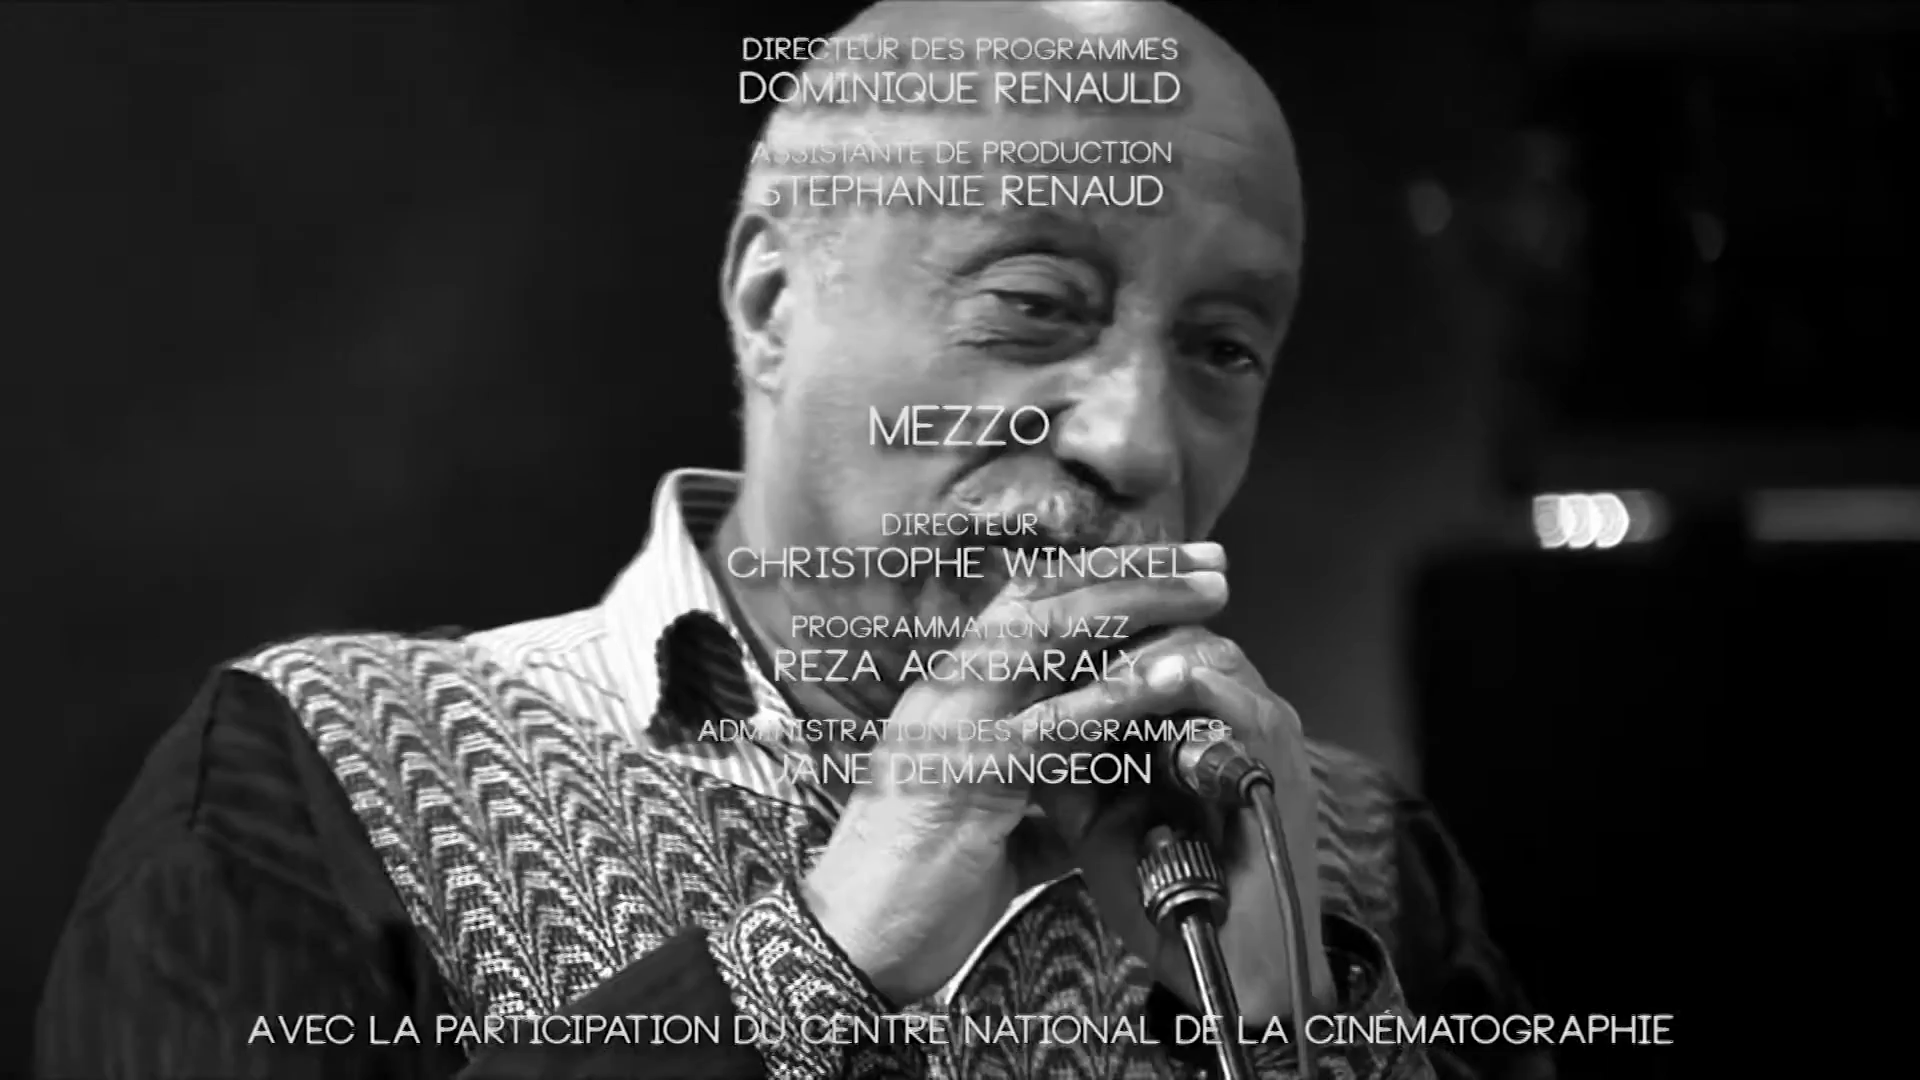 DIRECTEUR DES PROGRAMMES
DOMINIQUE RENAULD
ASSISTANTE DE PRODUCTION
STEPHANIE RENAUD
MEZZO
DIRECTEUR
CHRISTOPHE WINCKEL
PROGRAMMATION JAZZ
REZA ACKBARALY
ADMINISTRATION DES PROGRAMMES
JANE DEMANGEON
AVEC LA PARTICIPATION DU CENTRE NATIONAL DE LA CINÉMATOGRAPHIE